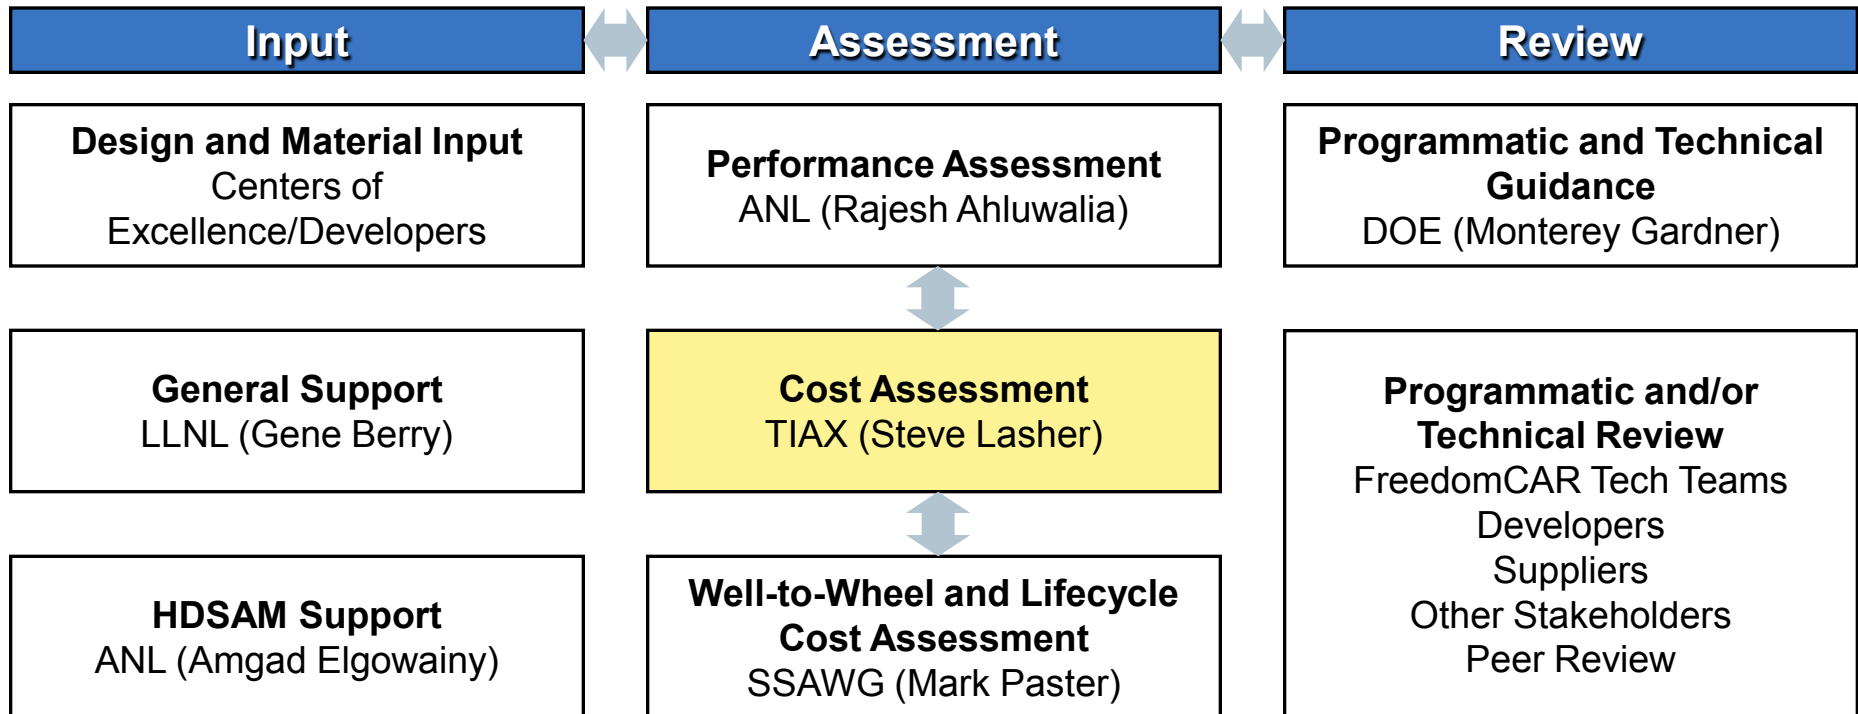 Input
Assessment
Review
Design and Material Input
Centers of
Excellence/Developers
Performance Assessment
ANL (Rajesh Ahluwalia)
Programmatic and Technical
Guidance
DOE (Monterey Gardner)
General Support
LLNL (Gene Berry)
Cost Assessment
TIAX (Steve Lasher)
Programmatic and/or
Technical Review
FreedomCAR Tech Teams
Developers
Suppliers
Other Stakeholders
Peer Review
HDSAM Support
ANL (Amgad Elgowainy)
Well-to-Wheel and Lifecycle
Cost Assessment
SSAWG (Mark Paster)